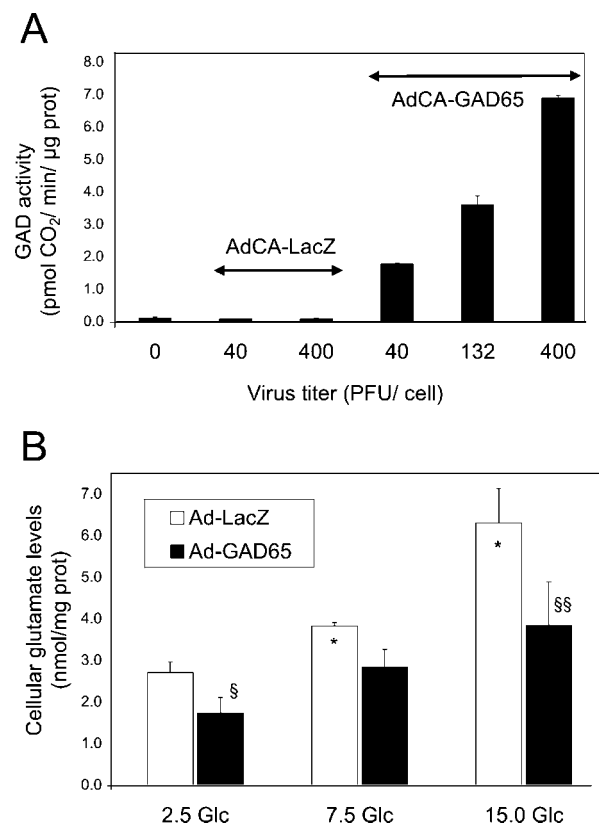 A
GAD activity
(pmol CO₂/ min/ µg prot)
8.0
7.0
6.0
5.0
4.0
3.0
2.0
1.0
0.0
AdCA-GAD65
AdCA-LacZ
0 40 400 40 132 400
Virus titer (PFU/ cell)
B
Cellular glutamate levels
(nmol/mg prot)
7.0
6.0
5.0
4.0
3.0
2.0
1.0
0.0
Ad-LacZ
Ad-GAD65
§
*
*
§§
2.5 Glc 7.5 Glc 15.0 Glc